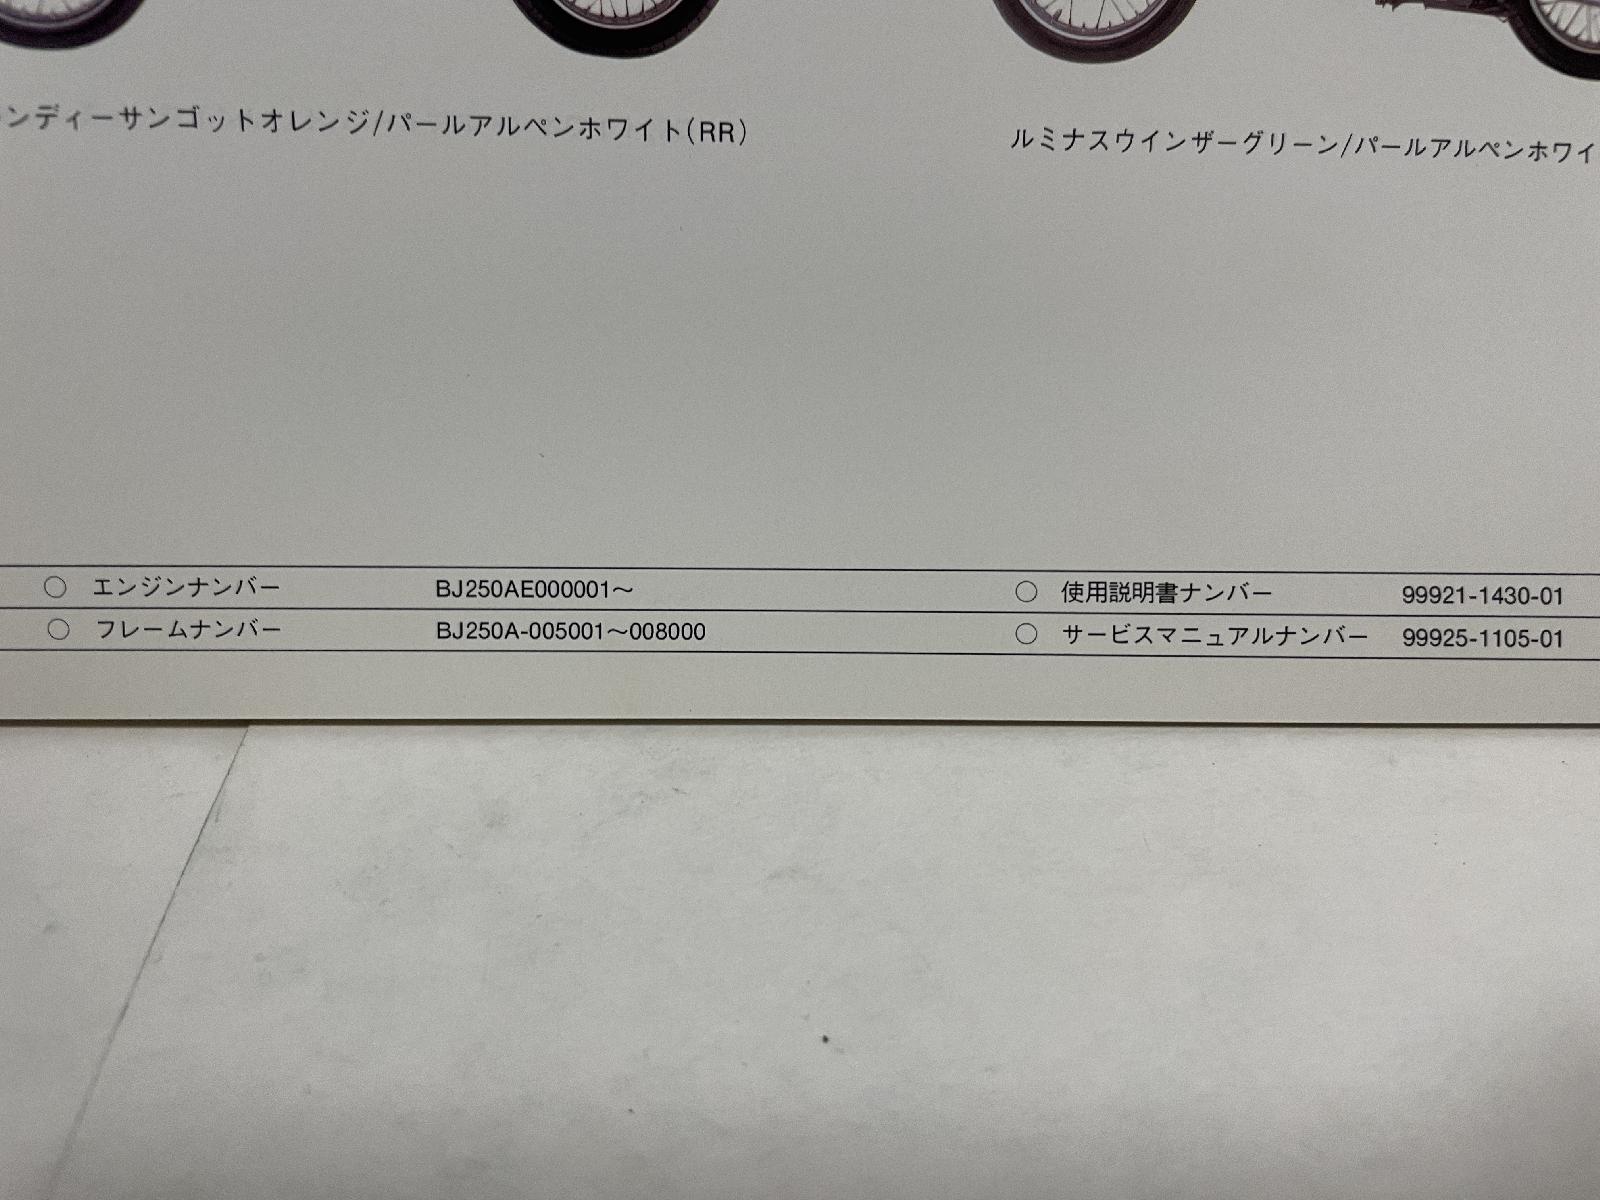 ンディーサンゴットオレンジ/パールアルペンホワイト(RR)
ルミナスウインザーグリーン/パールアルペンホワイ
○ エンジンナンバー BJ250AE000001～
○ フレームナンバー BJ250A-005001～008000
○ 使用説明書ナンバー 99921-1430-01
○ サービスマニュアルナンバー 99925-1105-01